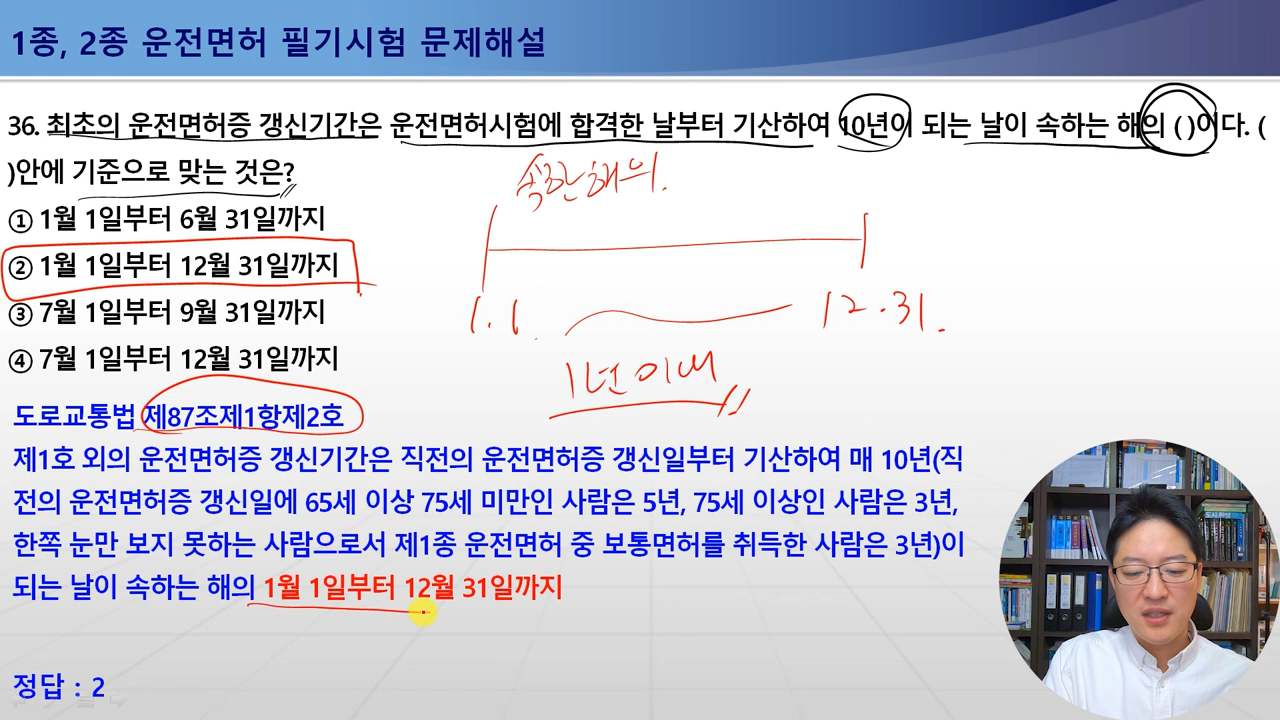 1종, 2종 운전면허 필기시험 문제해설
36. 최초의 운전면허증 갱신기간은 운전면허시험에 합격한 날부터 기산하여 10년이 되는 날이 속하는 해의 ( )이다. (
)안에 기준으로 맞는 것은?
속한 해의.
① 1월 1일부터 6월 31일까지
② 1월 1일부터 12월 31일까지
③ 7월 1일부터 9월 31일까지
1.1. 12.31.
④ 7월 1일부터 12월 31일까지
1년 이내
도로교통법 제87조제1항제2호
제1호 외의 운전면허증 갱신기간은 직전의 운전면허증 갱신일부터 기산하여 매 10년(직
전의 운전면허증 갱신일에 65세 이상 75세 미만인 사람은 5년, 75세 이상인 사람은 3년,
한쪽 눈만 보지 못하는 사람으로서 제1종 운전면허 중 보통면허를 취득한 사람은 3년)이
되는 날이 속하는 해의 1월 1일부터 12월 31일까지
정답 : 2